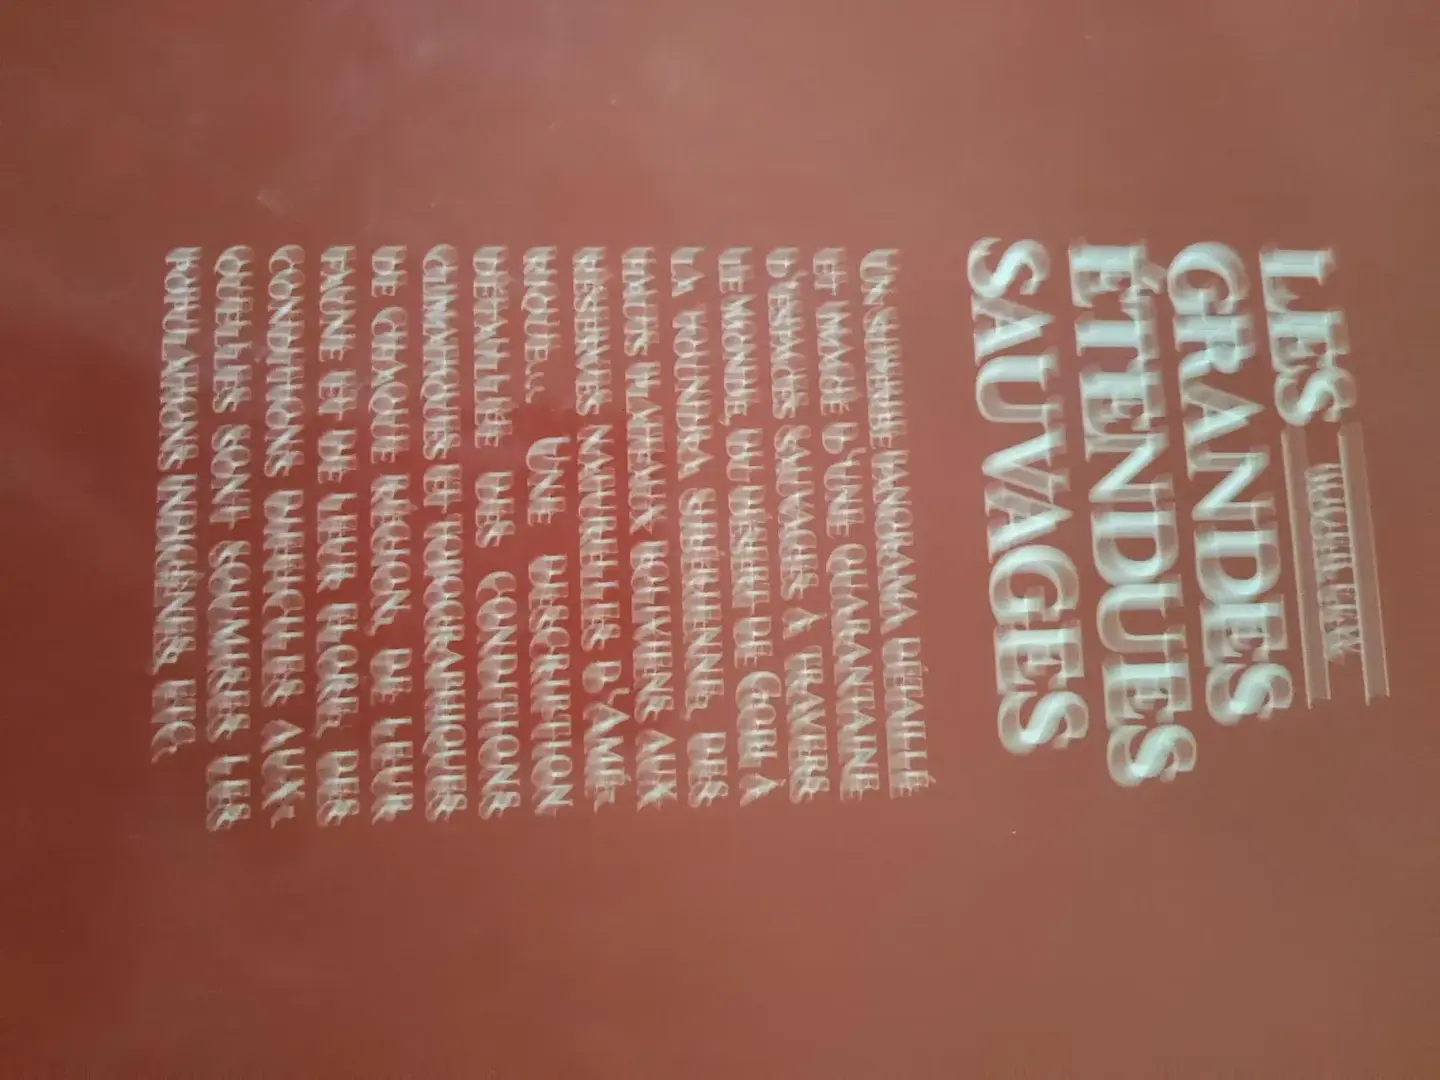 LES
GRANDES
ÉTENDUES
SAUVAGES
UN SUPERBE PANORAMA DÉTAILLÉ
ET IMAGÉ D'UNE QUARANTAINE
D'ESPACES SAUVAGES À TRAVERS
LE MONDE, DU DÉSERT DE GOBI À
LA TOUNDRA SIBÉRIENNE, DES
HAUTS PLATEAUX BOLIVIENS AUX
RÉSERVES NATURELLES D'AMÉ-
RIQUE... UNE DESCRIPTION
DÉTAILLÉE DES CONDITIONS
CLIMATIQUES ET TOPOGRAPHIQUES
DE CHAQUE RÉGION, DE LEUR
FAUNE ET DE LEUR FLORE, DES
CONDITIONS DIFFICILES AUX-
QUELLES SONT SOUMISES LES
POPULATIONS INDIGÈNES, ETC.